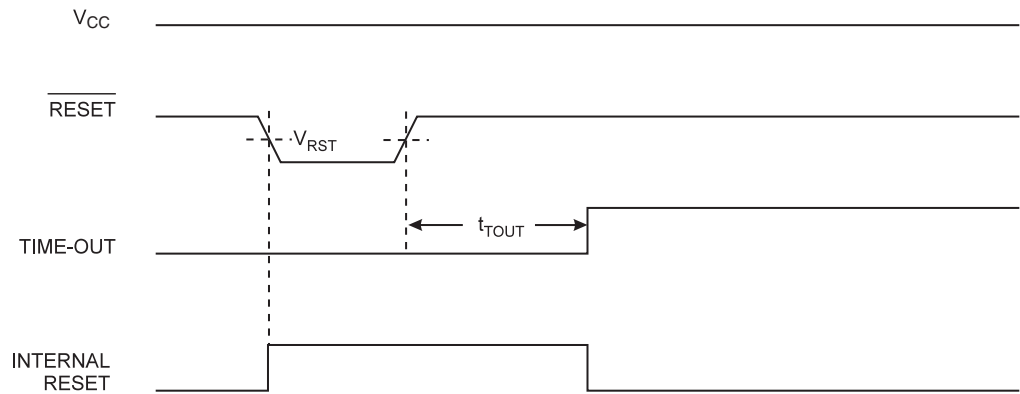 VCC
RESET
VRST
tTOUT
TIME-OUT
INTERNAL
RESET